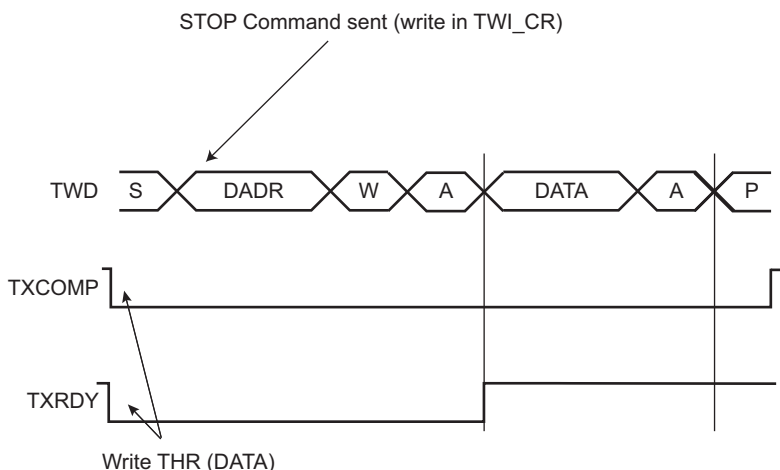 STOP Command sent (write in TWI_CR)
TWD S DADR W A DATA A P
TXCOMP
TXRDY
Write THR (DATA)